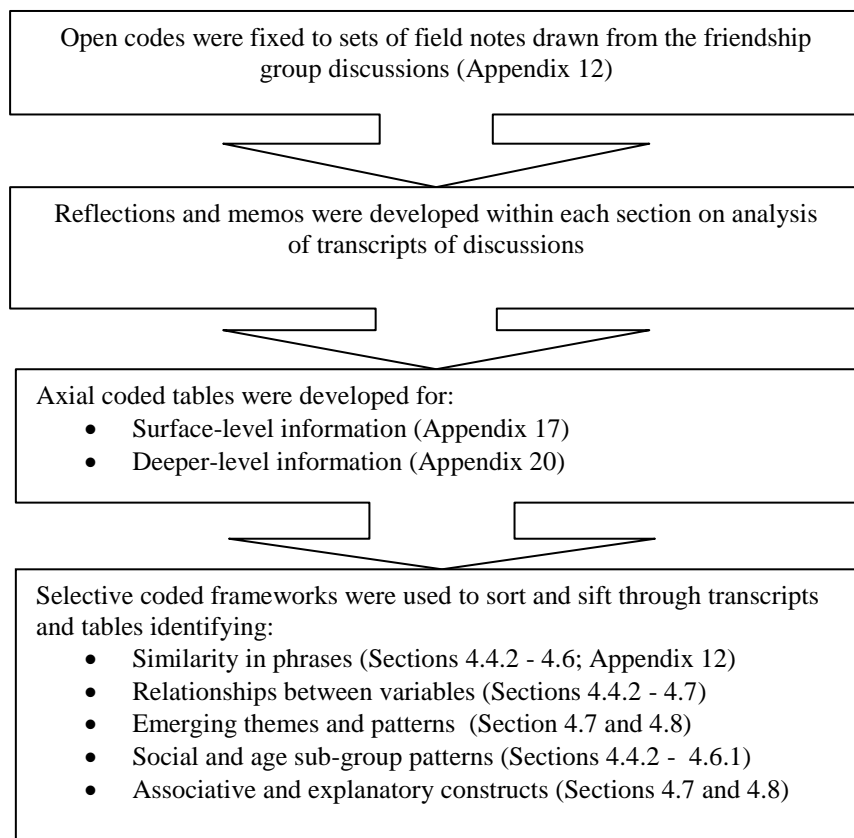 Open codes were fixed to sets of field notes drawn from the friendship
group discussions (Appendix 12)
Reflections and memos were developed within each section on analysis
of transcripts of discussions
Axial coded tables were developed for:
• Surface-level information (Appendix 17)
• Deeper-level information (Appendix 20)
Selective coded frameworks were used to sort and sift through transcripts
and tables identifying:
• Similarity in phrases (Sections 4.4.2 - 4.6; Appendix 12)
• Relationships between variables (Sections 4.4.2 - 4.7)
• Emerging themes and patterns (Section 4.7 and 4.8)
• Social and age sub-group patterns (Sections 4.4.2 - 4.6.1)
• Associative and explanatory constructs (Sections 4.7 and 4.8)